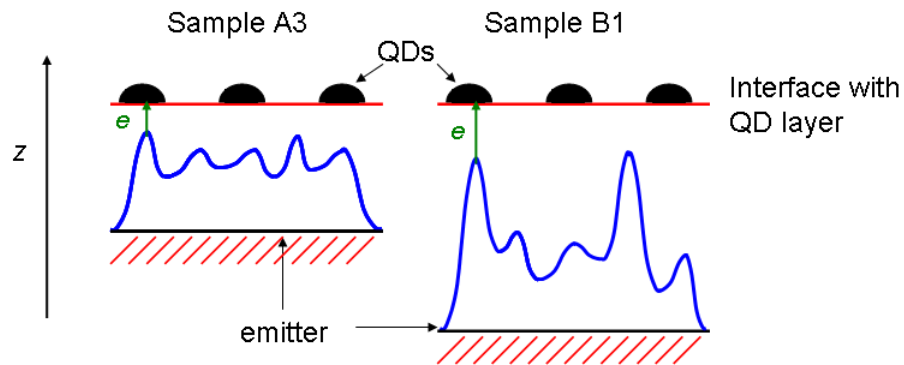 Sample A3
Sample B1
QDs
Interface with
QD layer
e
e
z
emitter